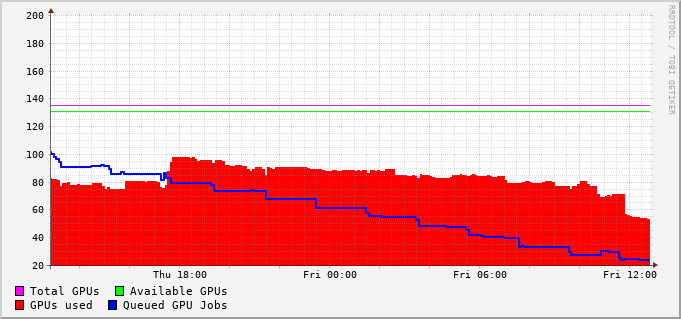 RRDTOOL / TOBI OETIKER
200
180
160
140
120
100
80
60
40
20
Thu 18:00 Fri 00:00 Fri 06:00 Fri 12:00
Total GPUs Available GPUs
GPUs used Queued GPU Jobs